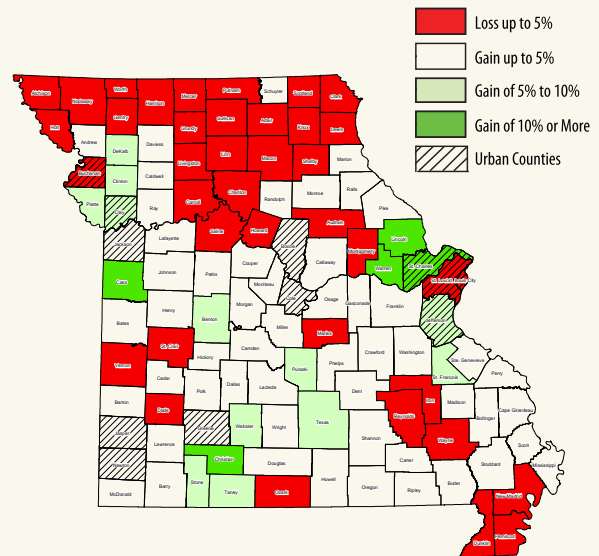 Loss up to 5%
Gain up to 5%
Gain of 5% to 10%
Gain of 10% or More
Urban Counties
Atchison
Nodaway
Worth
Harrison
Mercer
Putnam
Schuyler
Scotland
Clark
Gentry
Sullivan
Adair
Knox
Lewis
Holt
Grundy
Andrew
DeKalb
Daviess
Linn
Macon
Shelby
Marion
Livingston
Buchanan
Clinton
Caldwell
Chariton
Monroe
Ralls
Randolph
Platte
Clay
Ray
Carroll
Pike
Audrain
Saline
Howard
Boone
Lincoln
Jackson
Lafayette
Montgomery
Callaway
Warren
St. Charles
Cooper
Johnson
Pettis
Cass
Moniteau
Cole
Osage
Gasconade
Franklin
Henry
Morgan
Benton
Jefferson
Bates
Miller
St. Clair
Maries
Camden
Hickory
Crawford
Washington
Ste. Genevieve
Vernon
Phelps
Pulaski
St. Francois
Perry
Cedar
Dallas
Laclede
Polk
Dent
Barton
Iron
Madison
Dade
Reynolds
Bollinger
Cape Girardeau
Texas
Webster
Wright
Greene
Wayne
Lawrence
Shannon
Scott
Christian
Douglas
Carter
Stoddard
Mississippi
Newton
Stone
Taney
Ozark
Howell
Oregon
Ripley
Butler
Barry
McDonald
New Madrid
Pemiscot
Dunklin